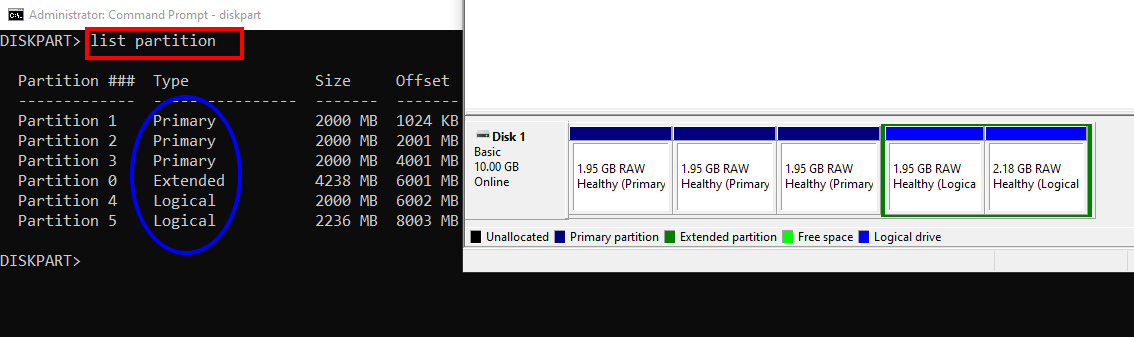 Administrator: Command Prompt - diskpart
DISKPART> list partition
Partition ### Type Size Offset
------------- ---------------- ------- -------
Partition 1 Primary 2000 MB 1024 KB
Partition 2 Primary 2000 MB 2001 MB
Partition 3 Primary 2000 MB 4001 MB
Partition 0 Extended 4238 MB 6001 MB
Partition 4 Logical 2000 MB 6002 MB
Partition 5 Logical 2236 MB 8003 MB
DISKPART>
Disk 1
Basic
10.00 GB
Online
1.95 GB RAW
Healthy (Primary
1.95 GB RAW
Healthy (Primary
1.95 GB RAW
Healthy (Primary
1.95 GB RAW
Healthy (Logica
2.18 GB RAW
Healthy (Logical
Unallocated Primary partition Extended partition Free space Logical drive